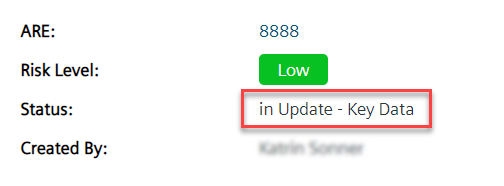 ARE: 8888
Risk Level: Low
Status: in Update - Key Data
Created By: